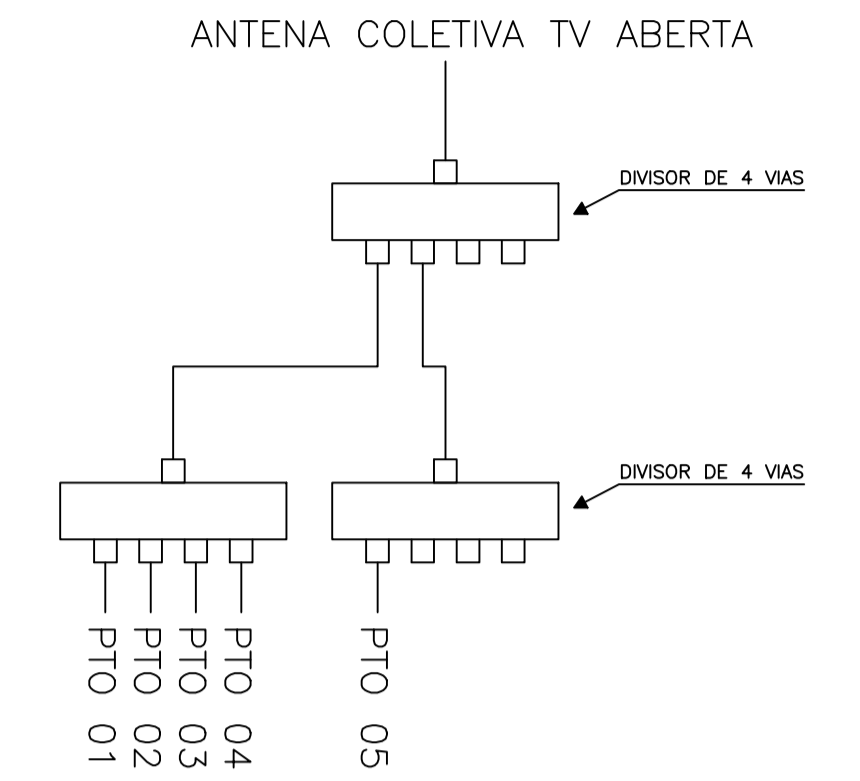 ANTENA COLETIVA TV ABERTA
DIVISOR DE 4 VIAS
DIVISOR DE 4 VIAS
PTO 01
PTO 02
PTO 03
PTO 04
PTO 05